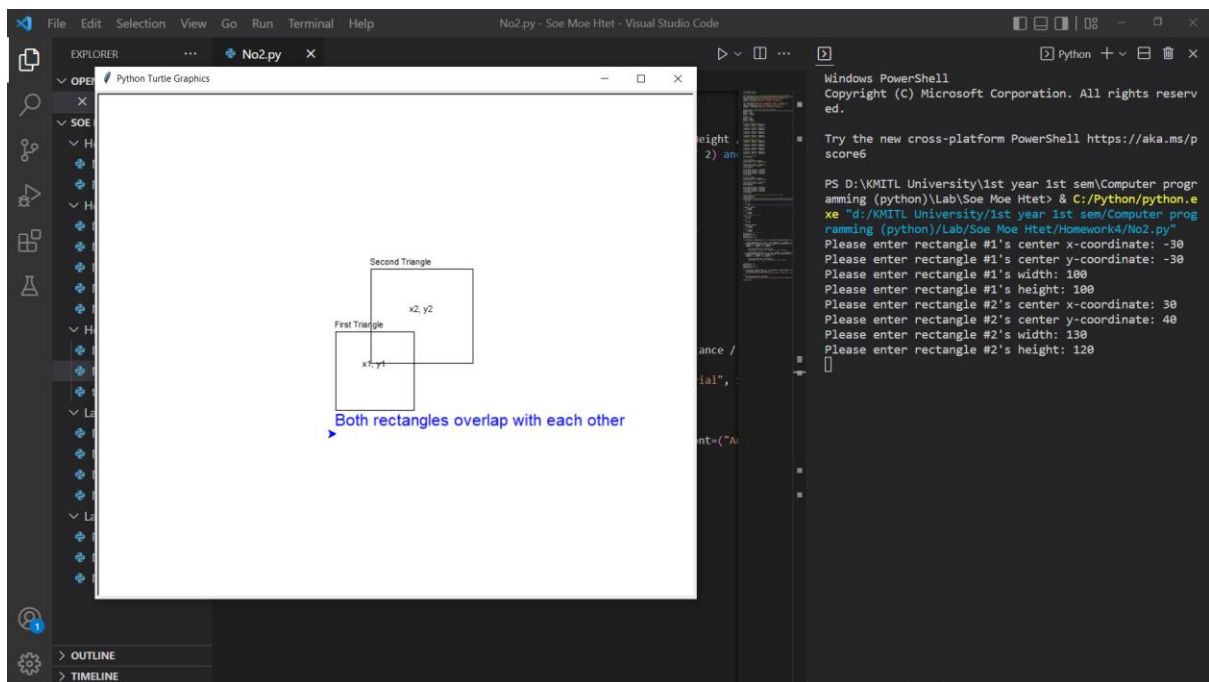 File Edit Selection View Go Run Terminal Help
No2.py - Soe Moe Htet - Visual Studio Code
EXPLORER
No2.py
Python
Python Turtle Graphics
Second Triangle
x2, y2
First Triangle
x1, y1
Both rectangles overlap with each other
2) and
ance /
ial",
Windows PowerShell
Copyright (C) Microsoft Corporation. All rights reserv
ed.
Try the new cross-platform PowerShell https://aka.ms/p
score6
PS D:\KMITL University\1st year 1st sem\Computer progr
amming (python)\Lab\Soe Moe Htet> & C:/Python/python.e
xe "d:/KMITL University/1st year 1st sem/Computer prog
ramming (python)/Lab/Soe Moe Htet/Homework4/No2.py"
Please enter rectangle #1's center x-coordinate: -30
Please enter rectangle #1's center y-coordinate: -30
Please enter rectangle #1's width: 100
Please enter rectangle #1's height: 100
Please enter rectangle #2's center x-coordinate: 30
Please enter rectangle #2's center y-coordinate: 40
Please enter rectangle #2's width: 130
Please enter rectangle #2's height: 120
1
OUTLINE
TIMELINE